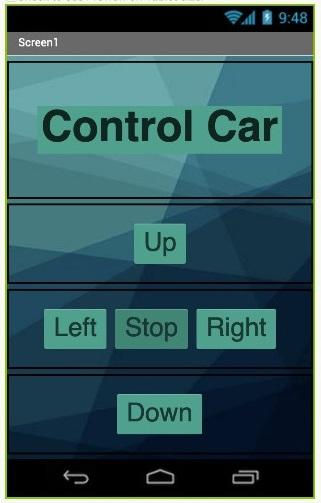 9:48
Screen1
Control Car
Up
Left Stop Right
Down